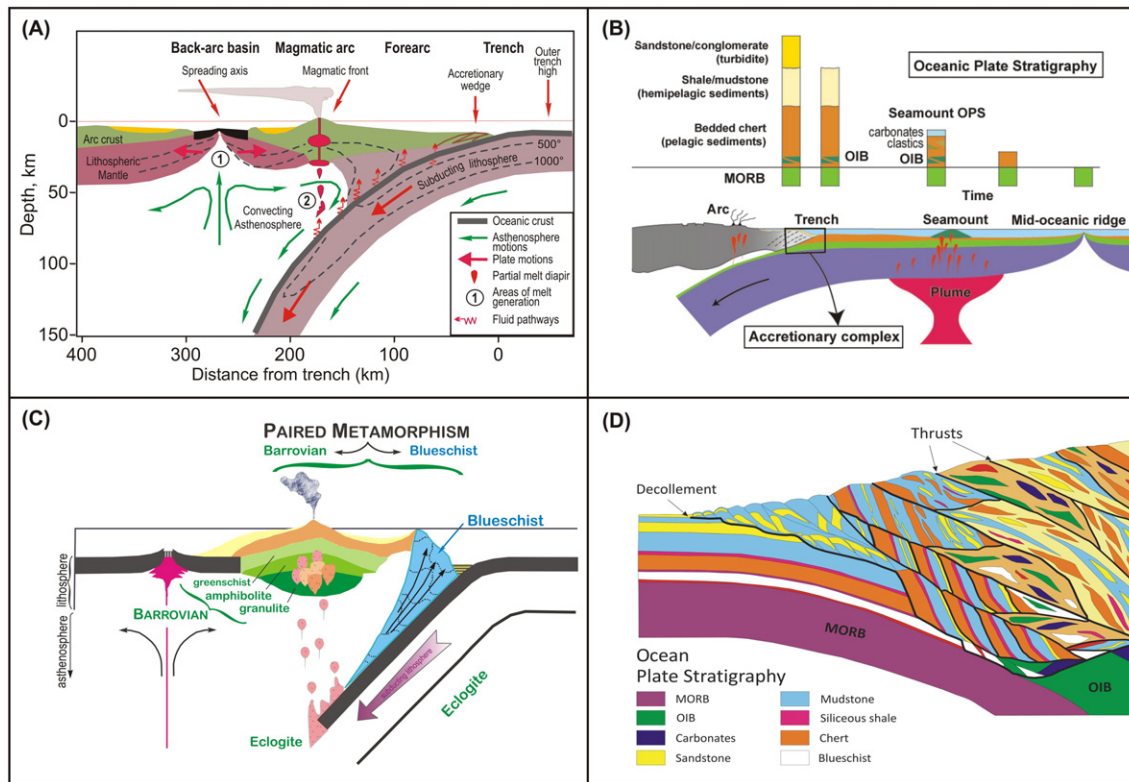 (A)
Back-arc basin
Magmatic arc
Forearc
Trench
Spreading axis
Magmatic front
Accretionary
wedge
Outer
trench
high
0
50
100
150
Depth, km
Arc crust
Lithospheric
Mantle
1
2
Convecting
Asthenosphere
500°
1000°
Subducting lithosphere
Oceanic crust
Asthenosphere
motions
Plate motions
Partial melt diapir
1
Areas of melt
generation
Fluid pathways
400
300
200
100
0
Distance from trench (km)
(B)
Sandstone/conglomerate
(turbidite)
Shale/mudstone
(hemipelagic sediments)
Bedded chert
(pelagic sediments)
MORB
OIB
Oceanic Plate Stratigraphy
Seamount OPS
carbonates
clastics
OIB
Time
Arc
Trench
Seamount
Mid-oceanic ridge
Plume
Accretionary complex
(C)
PAIRED METAMORPHISM
Barrovian
Blueschist
Blueschist
lithosphere
asthenosphere
greenschist
amphibolite
granulite
BARROVIAN
subducting lithosphere
Eclogite
Eclogite
(D)
Thrusts
Decollement
MORB
OIB
Ocean
Plate Stratigraphy
MORB
OIB
Carbonates
Sandstone
Mudstone
Siliceous shale
Chert
Blueschist